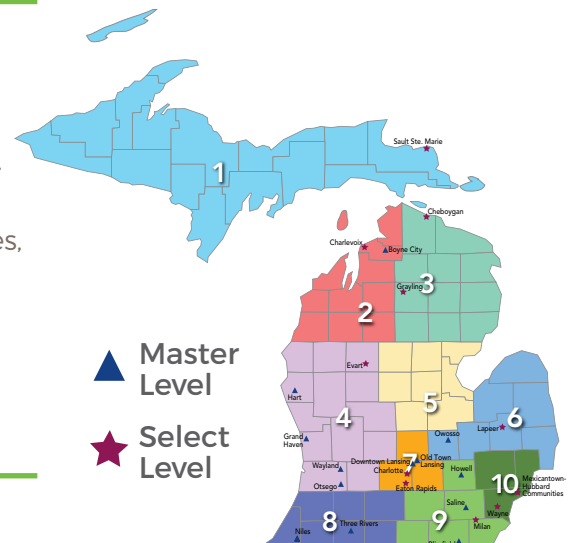 es,
Sault Ste. Marie
1
Cheboygan
Charlevoix
Boyne City
Grayling
3
2
Master
Level
Select
Level
Evart
Hart
4
5
6
Lapeer
Grand
Haven
Owosso
7
Downtown Lansing
Old Town
Lansing
Charlotte
Wayland
Howell
Otsego
Eaton Rapids
10
Mexicantown-
Hubbard
Communities
Saline
Wayne
8
Three Rivers
9
Milan
Niles